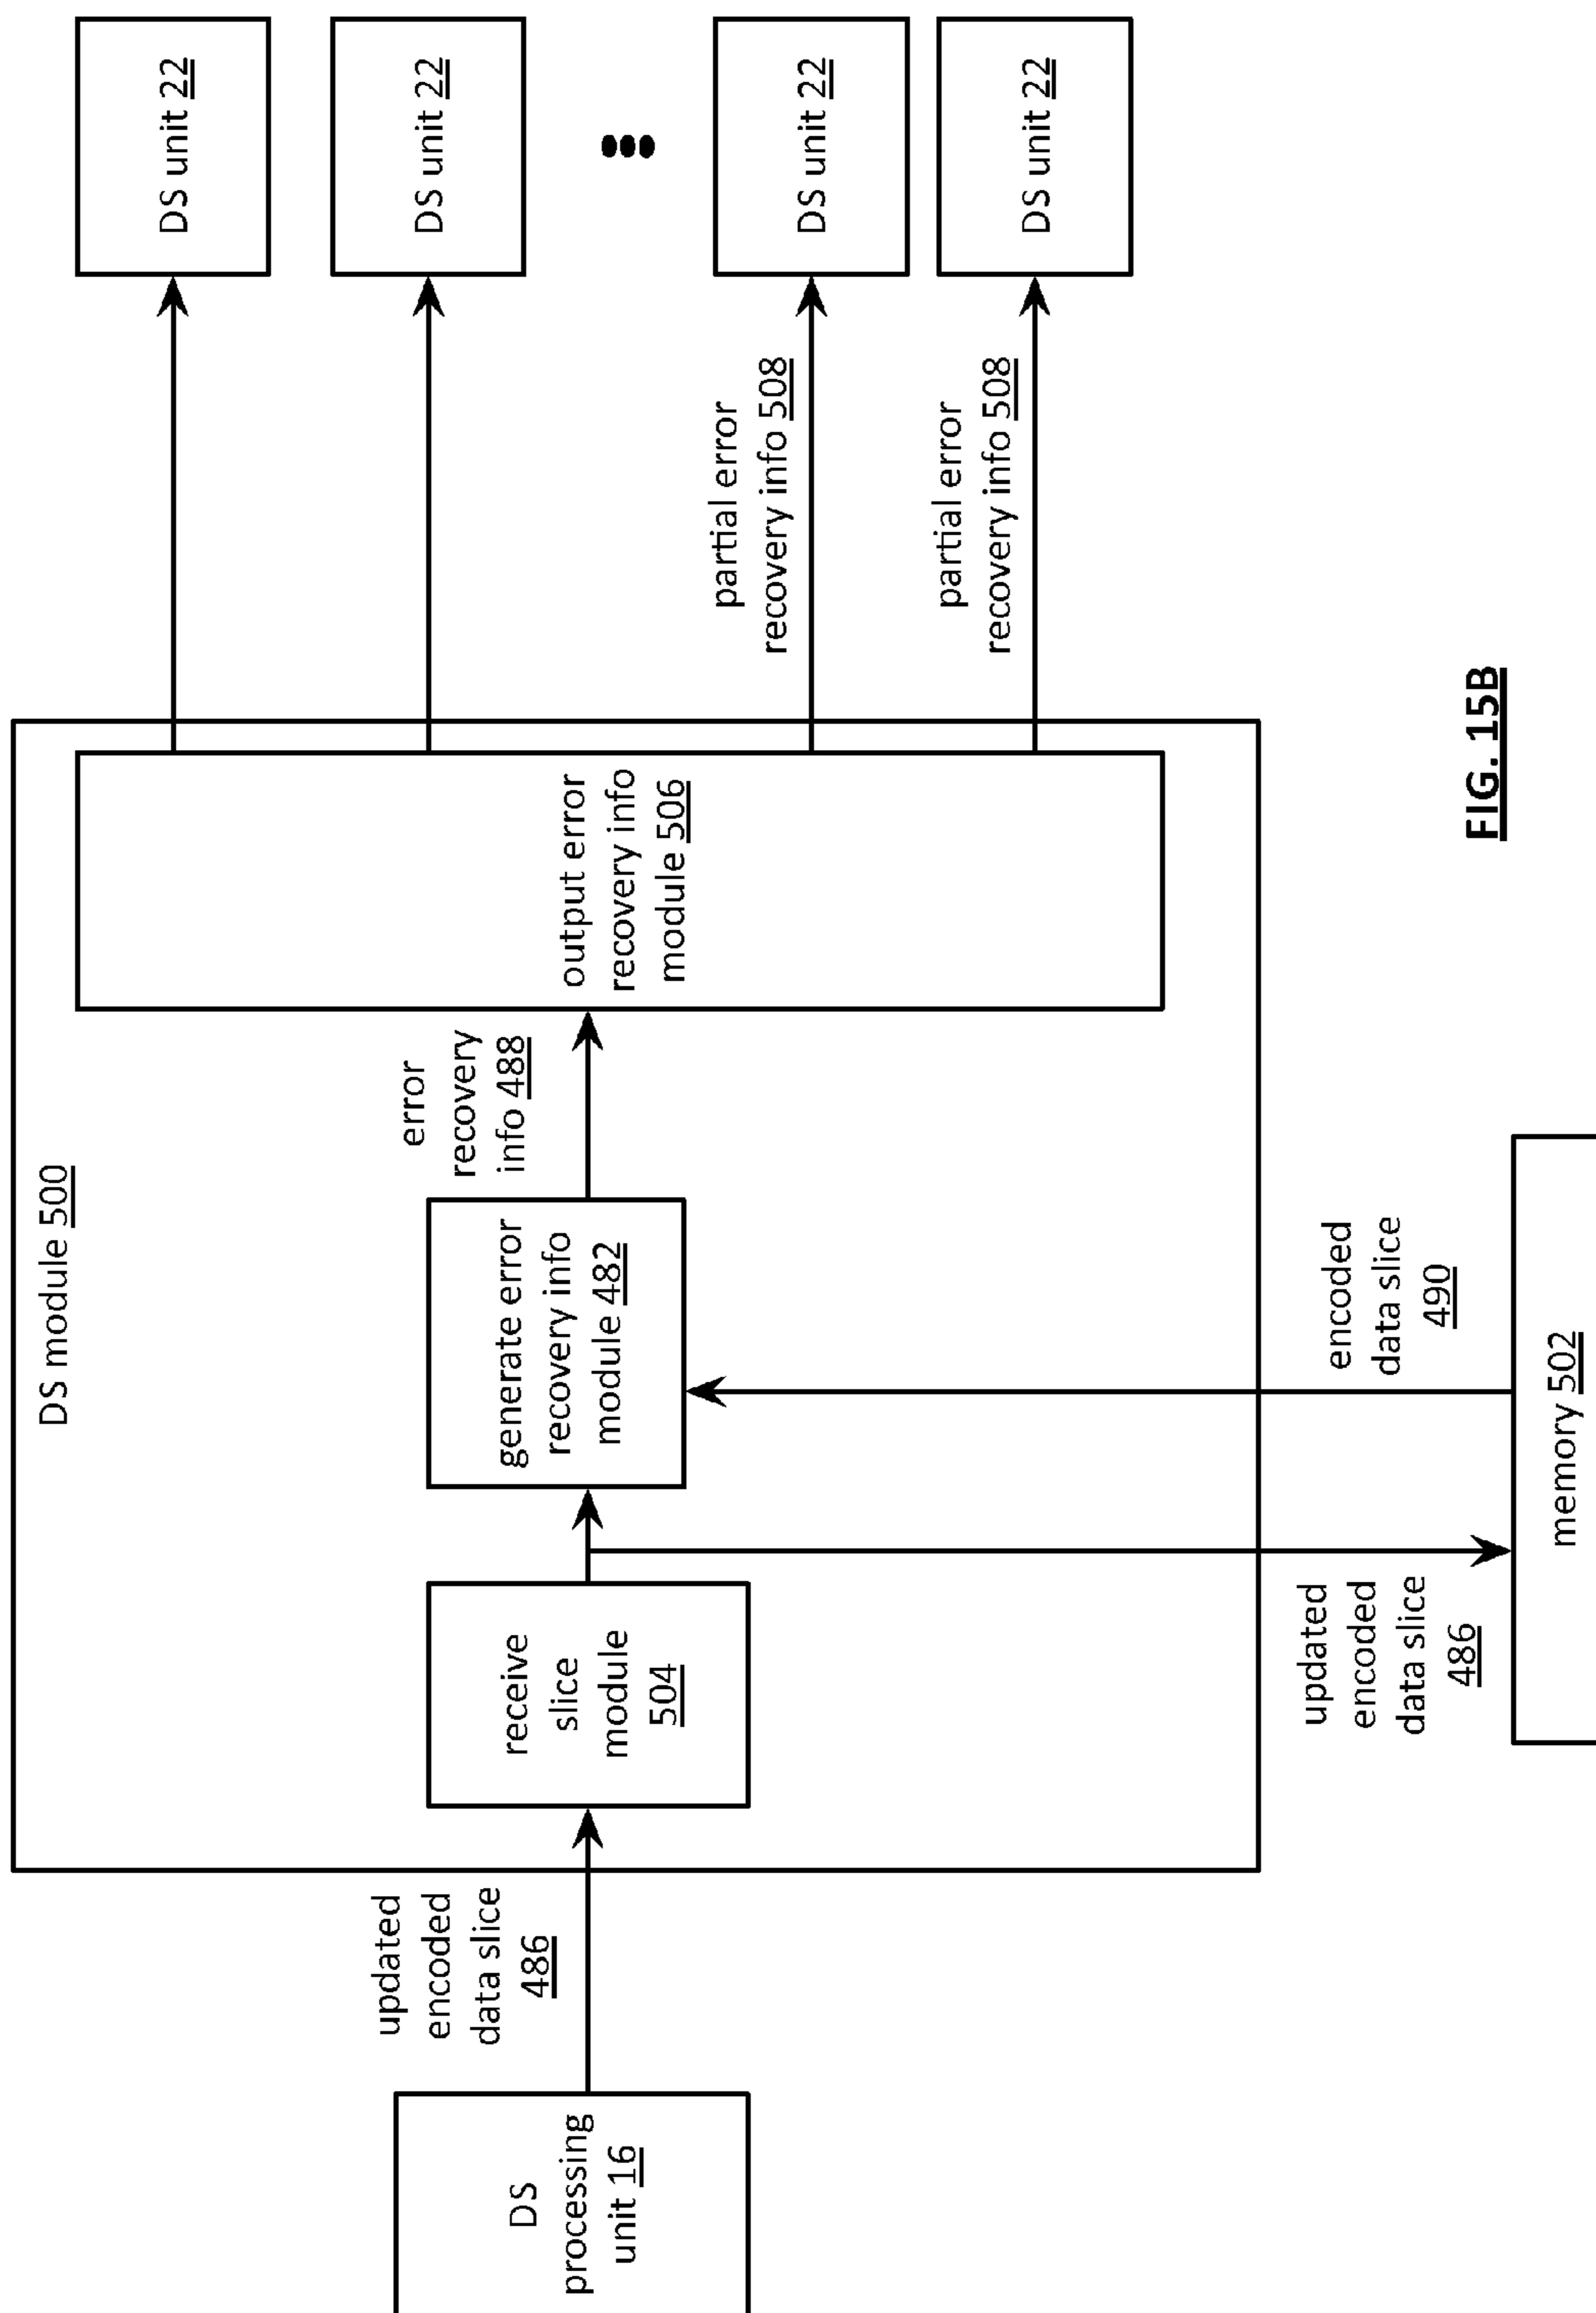 DS module 500
DS
processing
unit 16
updated
encoded
data slice
486
receive
slice
module
504
generate error
recovery info
module 482
error
recovery
info 488
output error
recovery info
module 506
DS unit 22
DS unit 22
partial error
recovery info 508
DS unit 22
partial error
recovery info 508
DS unit 22
updated
encoded
data slice
486
encoded
data slice
490
memory 502
FIG. 15B